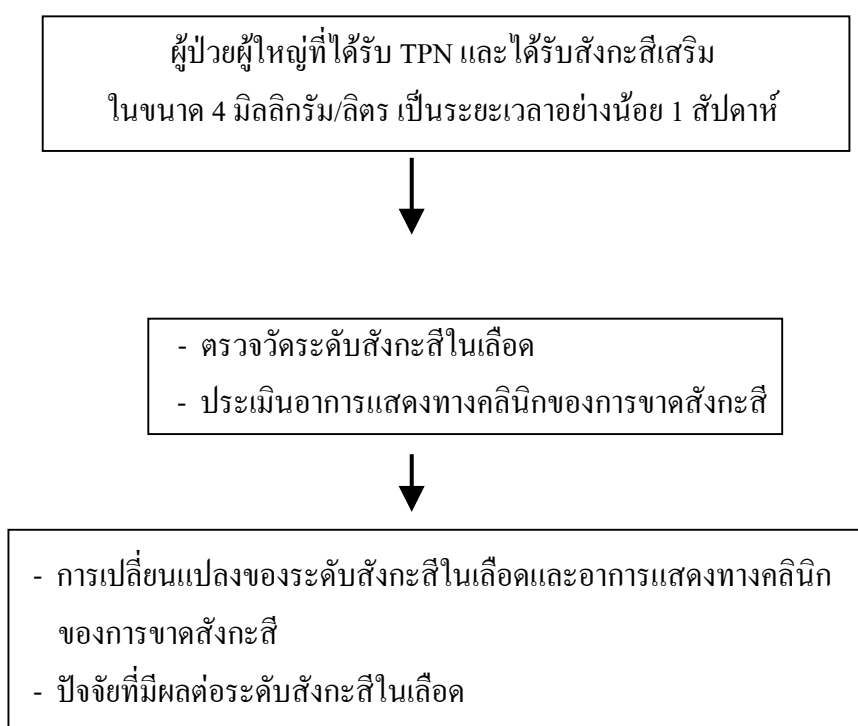 ผู้ป่วยผู้ใหญ่ที่ได้รับ TPN และได้รับสังกะสีเสริม
ในขนาด 4 มิลลิกรัม/ลิตร เป็นระยะเวลาอย่างน้อย 1 สัปดาห์
- ตรวจวัดระดับสังกะสีในเลือด
- ประเมินอาการแสดงทางคลินิกของการขาดสังกะสี
- การเปลี่ยนแปลงของระดับสังกะสีในเลือดและอาการแสดงทางคลินิก
ของการขาดสังกะสี
- ปัจจัยที่มีผลต่อระดับสังกะสีในเลือด